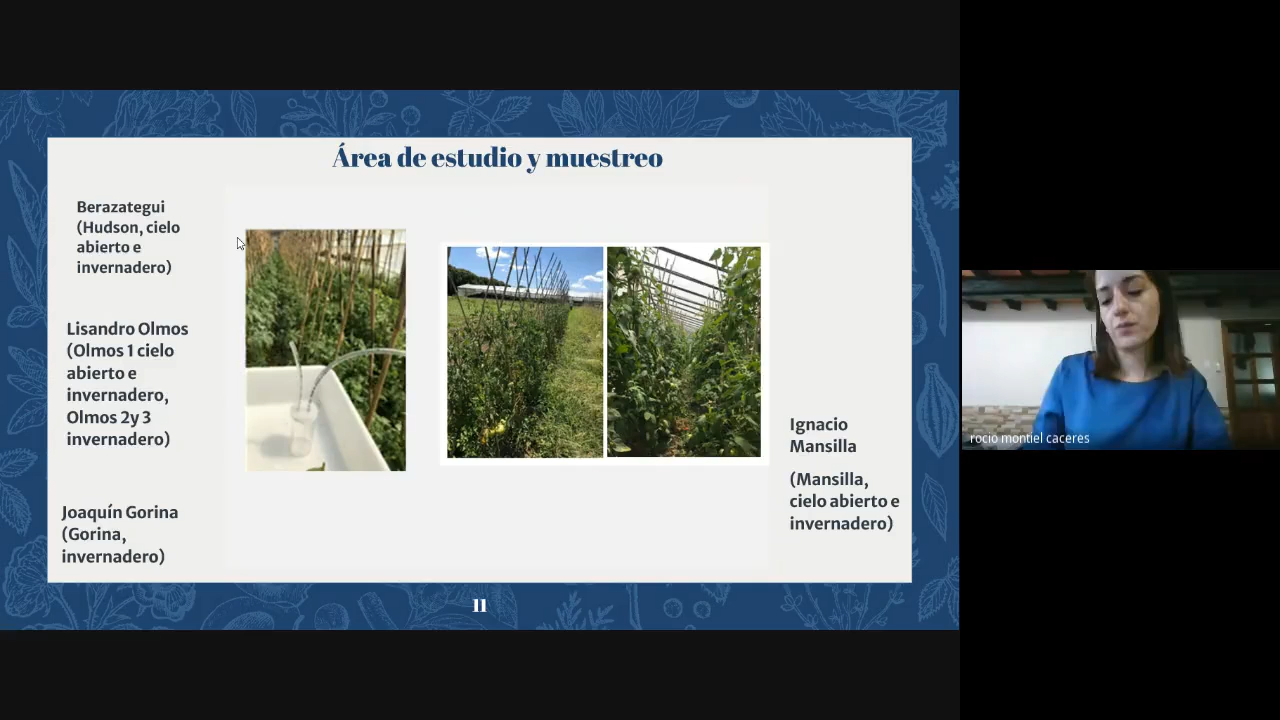 Área de estudio y muestreo
Berazategui
(Hudson, cielo
abierto e
invernadero)
Lisandro Olmos
(Olmos 1 cielo
abierto e
invernadero,
Olmos 2y 3
invernadero)
Joaquín Gorina
(Gorina,
invernadero)
Ignacio
Mansilla
(Mansilla,
cielo abierto e
invernadero)
11
rocio montiel caceres